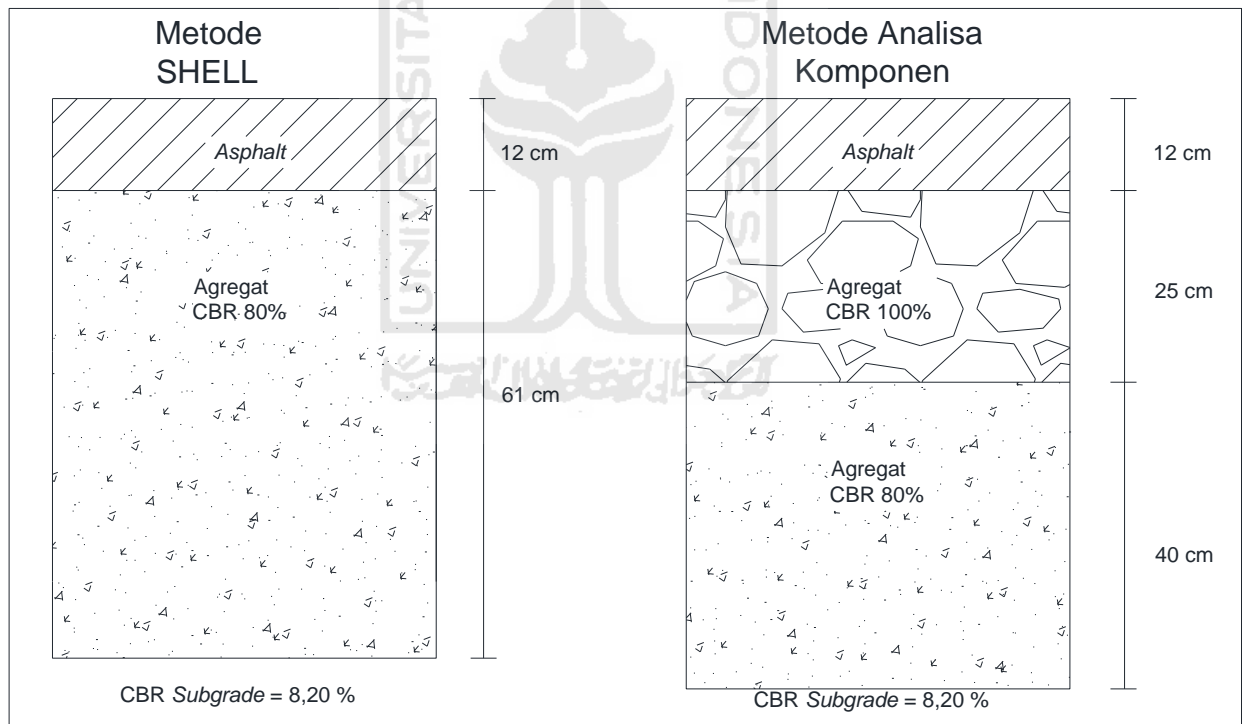 Metode
SHELL
Asphalt
12 cm
Agregat
CBR 80%
61 cm
CBR Subgrade = 8,20 %
Metode Analisa
Komponen
Asphalt
12 cm
Agregat
CBR 100%
25 cm
Agregat
CBR 80%
40 cm
CBR Subgrade = 8,20 %